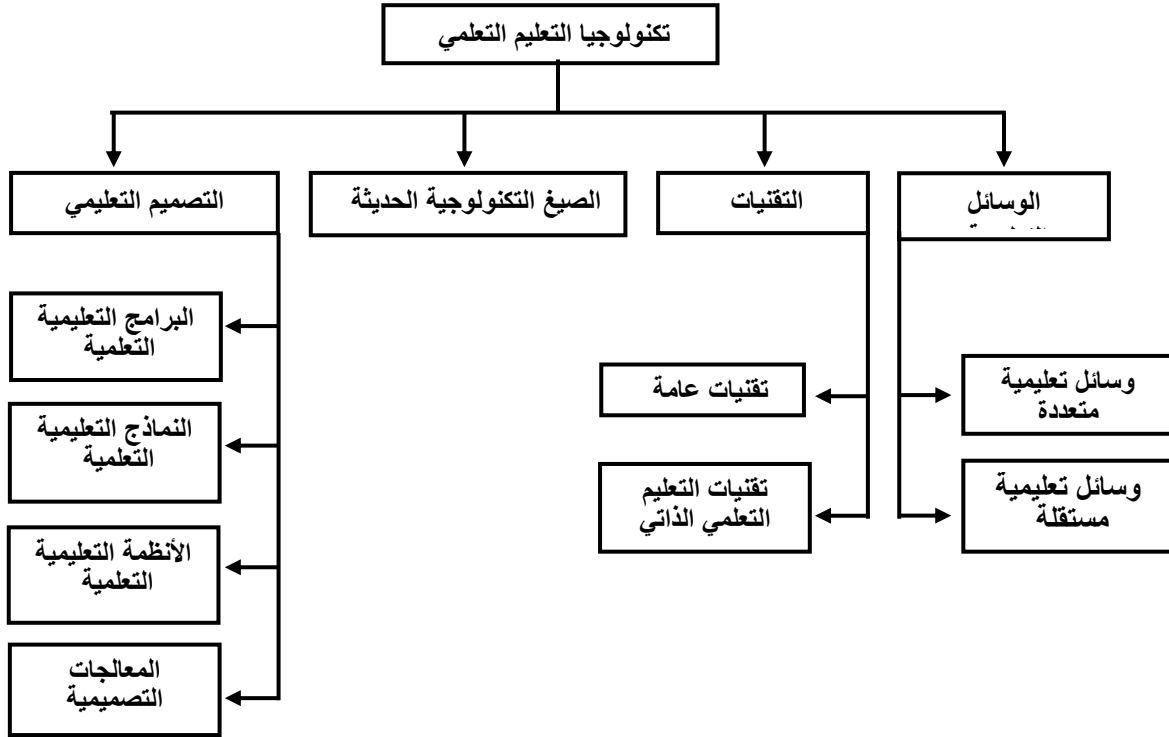 تكنولوجيا التعليم التعلمي
الوسائل
التقنيات
الصيغ التكنولوجية الحديثة
التصميم التعليمي
وسائل تعليمية
متعددة
وسائل تعليمية
مستقلة
تقنيات عامة
تقنيات التعليم
التعلمي الذاتي
البرامج التعليمية
التعلمية
النماذج التعليمية
التعلمية
الأنظمة التعليمية
التعلمية
المعالجات
التصميمية